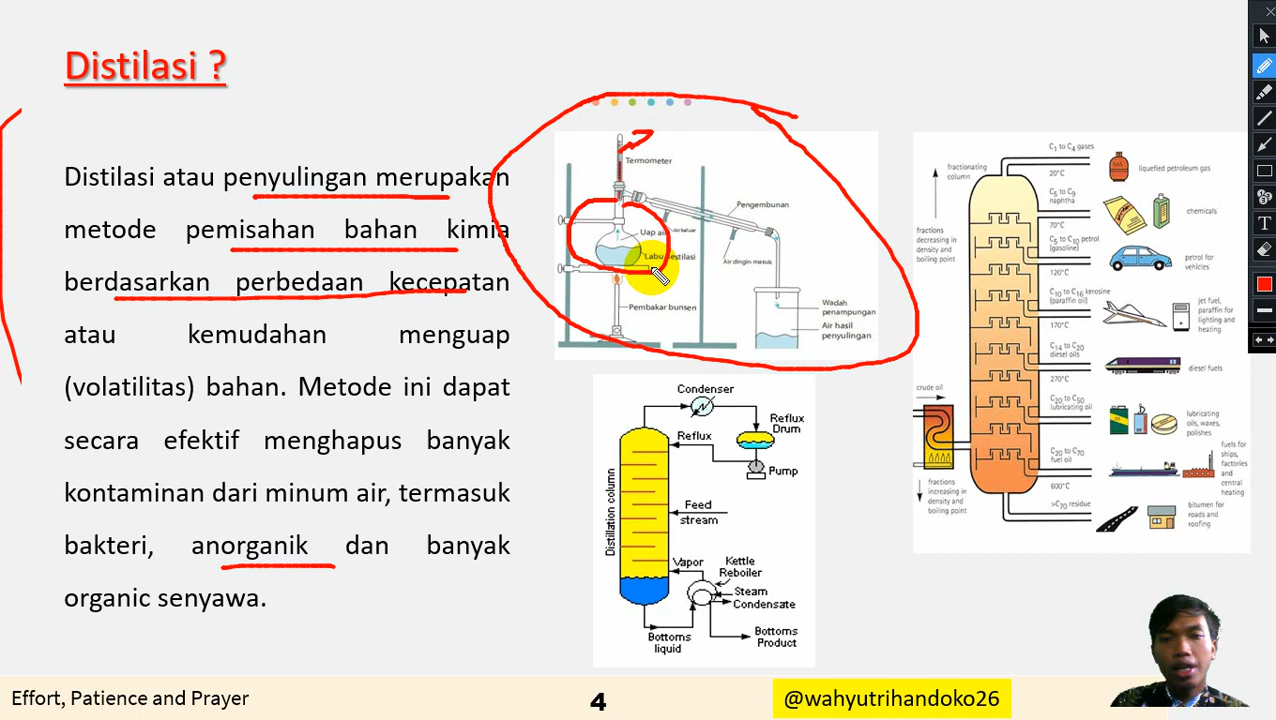 Distilasi ?
Distilasi atau penyulingan merupakan
metode pemisahan bahan kimia
berdasarkan perbedaan kecepatan
atau kemudahan menguap
(volatilitas) bahan. Metode ini dapat
secara efektif menghapus banyak
kontaminan dari minum air, termasuk
bakteri, anorganik dan banyak
organic senyawa.
Termometer
Pengembunan
Uap air
Air keluar
Labu destilasi
Air dingin masuk
Pembakar bunsen
Wadah
penampungan
Air hasil
penyulingan
Condenser
Reflux
Drum
Reflux
Pump
Distillation column
Feed
stream
Vapor
Kettle
Reboiler
Steam
Condensate
Bottoms
liquid
Bottoms
Product
fractionating
column
fractions
decreasing in
density and
boiling point
crude oil
fractions
increasing in
density and
boiling point
C1 to C4 gases
20°C
liquefied petroleum gas
C5 to C9
naphtha
70°C
chemicals
C5 to C10 petrol
(gasoline)
120°C
petrol for
vehicles
C10 to C16 kerosine
(paraffin oil)
170°C
jet fuel,
paraffin for
lighting and
heating
C14 to C20
diesel oils
270°C
diesel fuels
C20 to C50
lubricating oil
lubricating
oils, waxes,
polishes
C20 to C70
fuel oil
600°C
fuels for
ships,
factories
and
central
heating
>C70 residue
bitumen for
roads and
roofing
Effort, Patience and Prayer
4
@wahyutrihandoko26
T